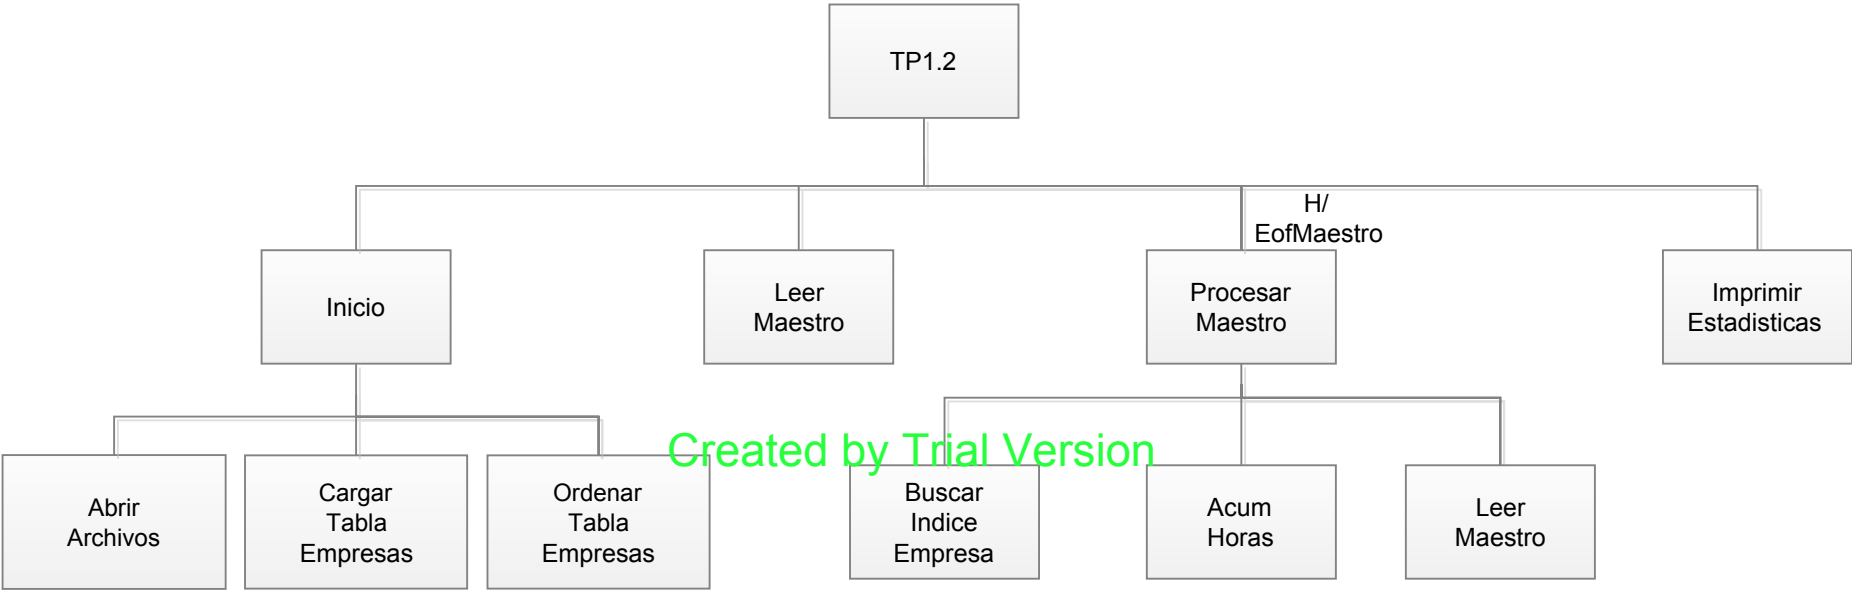 TP1.2
H/
EofMaestro
Inicio
Leer
Maestro
Procesar
Maestro
Imprimir
Estadisticas
Created by Trial Version
Abrir
Archivos
Cargar
Tabla
Empresas
Ordenar
Tabla
Empresas
Buscar
Indice
Empresa
Acum
Horas
Leer
Maestro